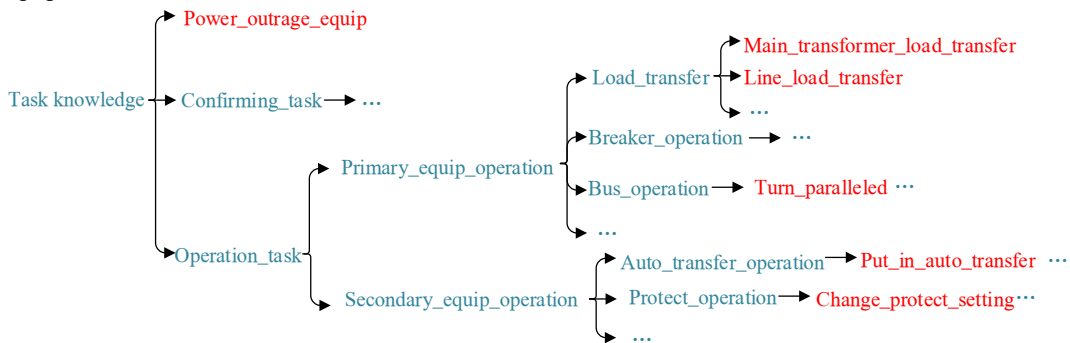 Power_outrage_equip
Main_transformer_load_transfer
Load_transfer
Line_load_transfer
Task knowledge
Confirming_task
...
...
Breaker_operation
...
Primary_equip_operation
Bus_operation
Turn_paralleled ...
...
Operation_task
Auto_transfer_operation
Put_in_auto_transfer ...
Secondary_equip_operation
Protect_operation
Change_protect_setting...
...